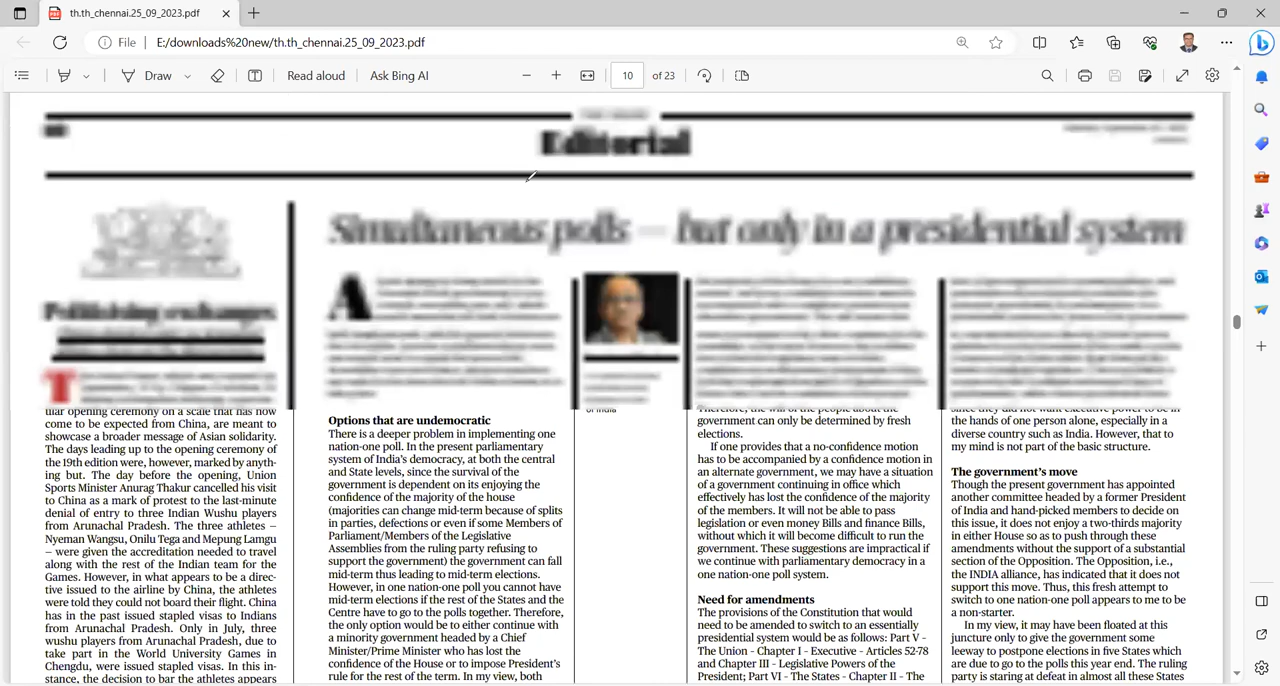 th.th_chennai.25_09_2023.pdf
File
E:/downloads%20new/th.th_chennai.25_09_2023.pdf
Draw
Read aloud
Ask Bing AI
10
of 23
Editorial
Simultaneous polls — but only in a presidential system
Politicising exchanges
T
liar opening ceremony on a scale that has now
come to be expected from China, are meant to
showcase a broader message of Asian solidarity.
The days leading up to the opening ceremony of
the 19th edition were, however, marked by anyth-
ing but. The day before the opening, Union
Sports Minister Anurag Thakur cancelled his visit
to China as a mark of protest to the last-minute
denial of entry to three Indian Wushu players
from Arunachal Pradesh. The three athletes –
Nyeman Wangsu, Onilu Tega and Mepung Lamgu
– were given the accreditation needed to travel
along with the rest of the Indian team for the
Games. However, in what appears to be a direc-
tive issued to the airline by China, the athletes
were told they could not board their flight. China
has in the past issued stapled visas to Indians
from Arunachal Pradesh. Only in July, three
wushu players from Arunachal Pradesh, due to
take part in the World University Games in
Chengdu, were issued stapled visas. In this in-
stance, the decision to bar the athletes appears
A
Options that are undemocratic
There is a deeper problem in implementing one
nation-one poll. In the present parliamentary
system of India's democracy, at both the central
and State levels, since the survival of the
government is dependent on its enjoying the
confidence of the majority of the house
(majorities can change mid-term because of splits
in parties, defections or even if some Members of
Parliament/Members of the Legislative
Assemblies from the ruling party refusing to
support the government) the government can fall
mid-term thus leading to mid-term elections.
However, in one nation-one poll you cannot have
mid-term elections if the rest of the States and the
Centre have to go to the polls together. Therefore,
the only option would be to either continue with
a minority government headed by a Chief
Minister/Prime Minister who has lost the
confidence of the House or to impose President's
rule for the rest of the term. In my view, both
of India
Therefore, the will of the people about the
government can only be determined by fresh
elections.
If one provides that a no-confidence motion
has to be accompanied by a confidence motion in
an alternate government, we may have a situation
of a government continuing in office which
effectively has lost the confidence of the majority
of the members. It will not be able to pass
legislation or even money Bills and finance Bills,
without which it will become difficult to run the
government. These suggestions are impractical if
we continue with parliamentary democracy in a
one nation-one poll system.
Need for amendments
The provisions of the Constitution that would
need to be amended to switch to an essentially
presidential system would be as follows: Part V -
The Union - Chapter I - Executive - Articles 52-78
and Chapter III - Legislative Powers of the
President; Part VI - The States - Chapter II - The
since they did not want executive power to be in
the hands of one person alone, especially in a
diverse country such as India. However, that to
my mind is not part of the basic structure.
The government's move
Though the present government has appointed
another committee headed by a former President
of India and hand-picked members to decide on
this issue, it does not enjoy a two-thirds majority
in either House so as to push through these
amendments without the support of a substantial
section of the Opposition. The Opposition, i.e.,
the INDIA alliance, has indicated that it does not
support this move. Thus, this fresh attempt to
switch to one nation-one poll appears to me to be
a non-starter.
In my view, it may have been floated at this
juncture only to give the government some
leeway to postpone elections in five States which
are due to go to the polls this year end. The ruling
party is staring at defeat in almost all these States